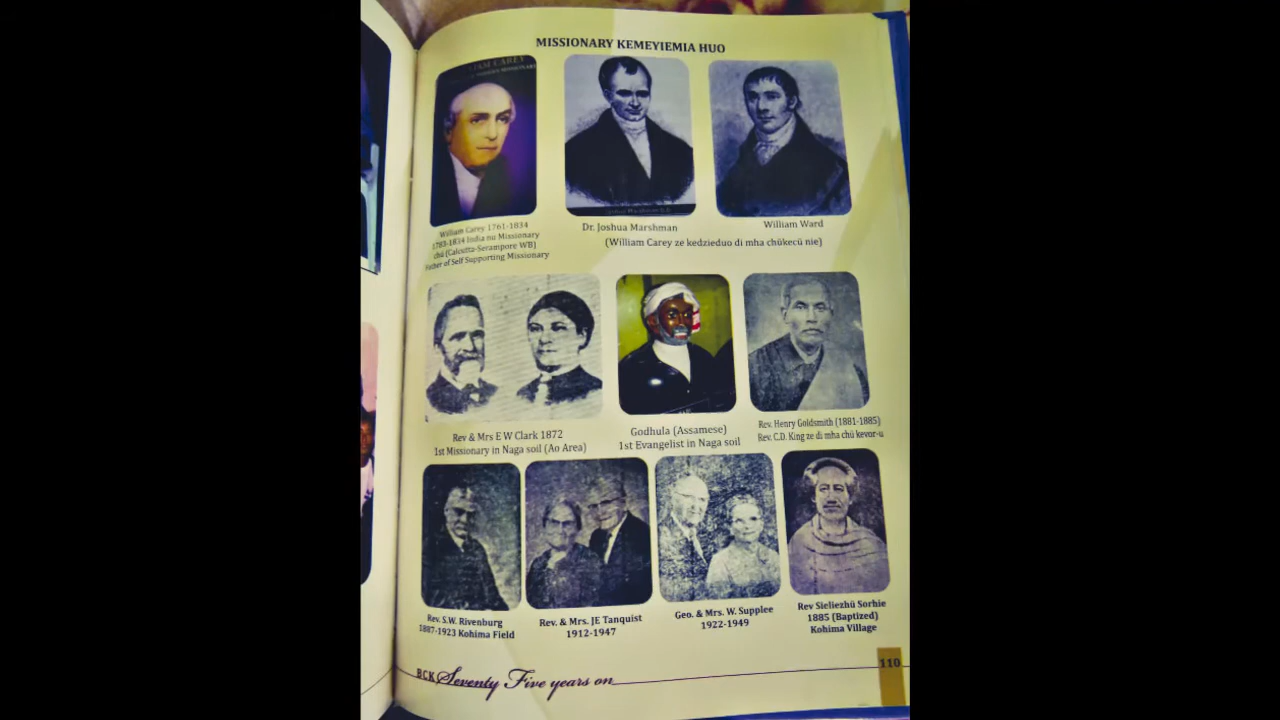 MISSIONARY KEMEYIEMIA HUO
IAM CAREY
William Carey 1761-1834
1783-1834 India nu Missionary
chü (Calcutta-Serampore WB)
Father of Self Supporting Missionary
Dr. Joshua Marshman
William Ward
(William Carey ze kedzieduo di mha chükecü nie)
Rev & Mrs E W Clark 1872
1st Missionary in Naga soil (Ao Area)
Godhula (Assamese)
1st Evangelist in Naga soil
Rev. Henry Goldsmith (1881-1885)
Rev. C.D. King ze di mha chü kevor-u
Rev. S.W. Rivenburg
1887-1923 Kohima Field
Rev. & Mrs. JE Tanquist
1912-1947
Geo. & Mrs. W. Supplee
1922-1949
Rev Sieliezhü Sorhie
1885 (Baptized)
Kohima Village
BCK Seventy Five years on
110